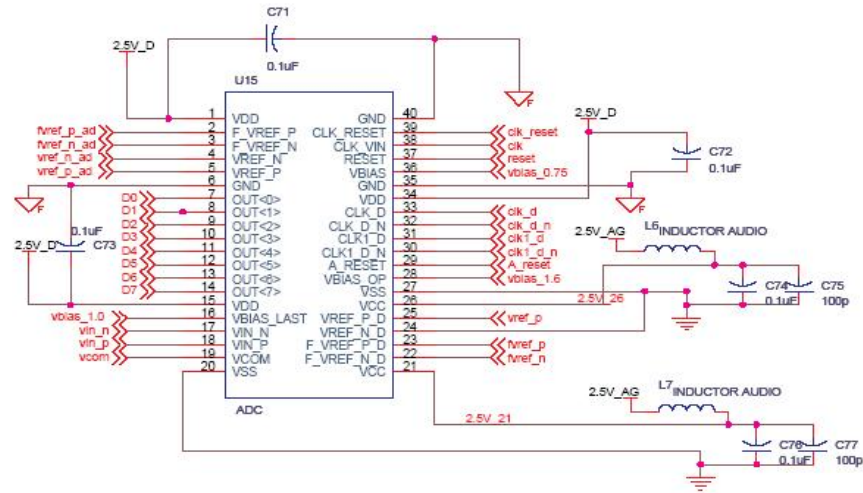 C71
2.5V_D
0.1uF
U15
1 VDD GND 40
fvref_p_ad 2 F_VREF_P CLK_RESET 39 clk_reset
fvref_n_ad 3 F_VREF_N CLK_VIN 38 clk
vref_n_ad 4 VREF_N RESET 37 reset
vref_p_ad 5 VREF_P VBIAS 36 vbias_0.75
6 GND GND 35
D0 7 OUT<0> VDD 34
D1 8 OUT<1> CLK_D 33 clk_d
D2 9 OUT<2> CLK_D_N 32 clk_d_n
D3 10 OUT<3> CLK1_D 31 clk1_d
D4 11 OUT<4> CLK1_D_N 30 clk1_d_n
D5 12 OUT<5> A_RESET 29 A_reset
D6 13 OUT<6> VBIAS_OP 28 vbias_1.6
D7 14 OUT<7> VSS 27
15 VDD VCC 26 2.5V_26
vbias_1.0 16 VBIAS_LAST VREF_P_D 25 vref_p
vin_n 17 VIN_N VREF_N_D 24
vin_p 18 VIN_P F_VREF_P_D 23 fvref_p
vcom 19 VCOM F_VREF_N_D 22 fvref_n
20 VSS VCC 21
ADC
F
F
0.1uF
2.5V_D
C73
2.5V_D
C72
0.1uF
F
L6
INDUCTOR AUDIO
2.5V_AG
C74
0.1uF
C75
100p
L7
INDUCTOR AUDIO
2.5V_AG
2.5V_21
C76
0.1uF
C77
100p